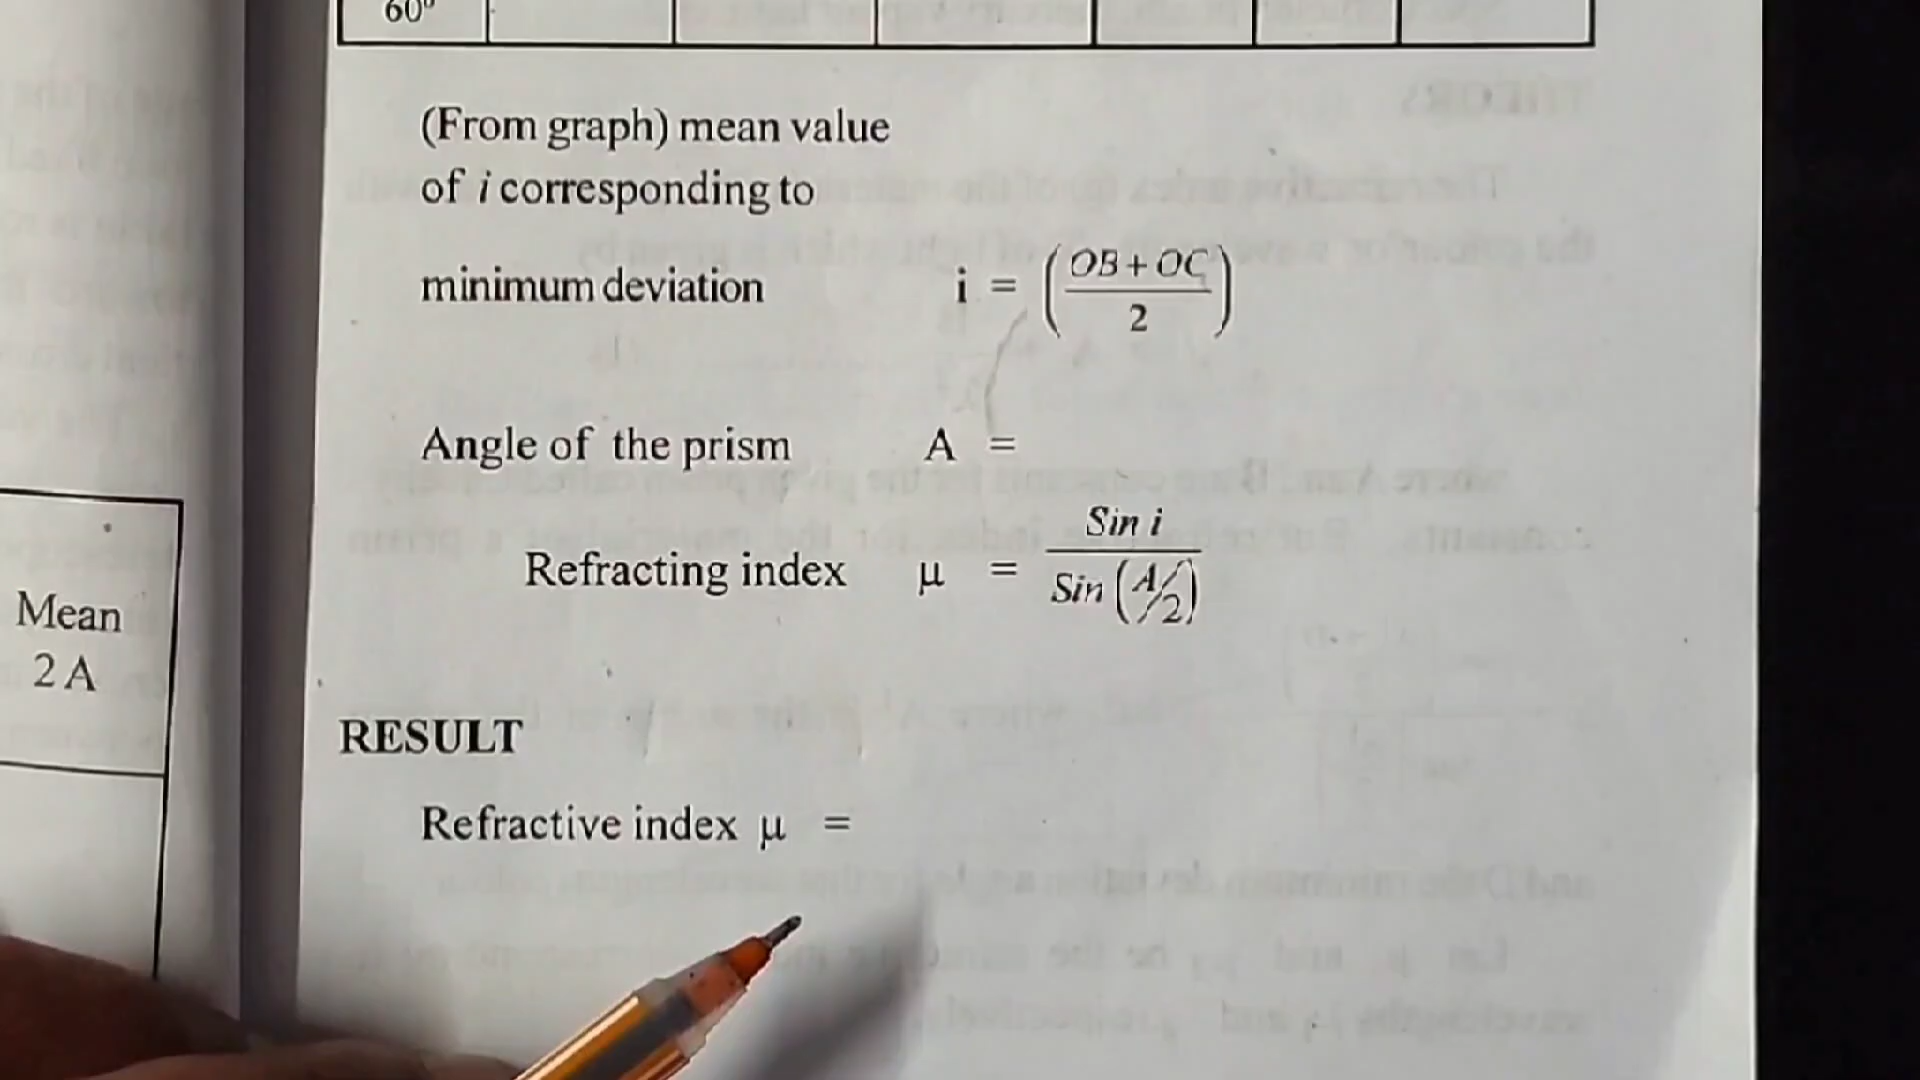 60°
(From graph) mean value
of i corresponding to
minimum deviation i = (OB + OC / 2)
Angle of the prism A =
Refracting index μ = Sin i / Sin (A/2)
Mean
2 A
RESULT
Refractive index μ =